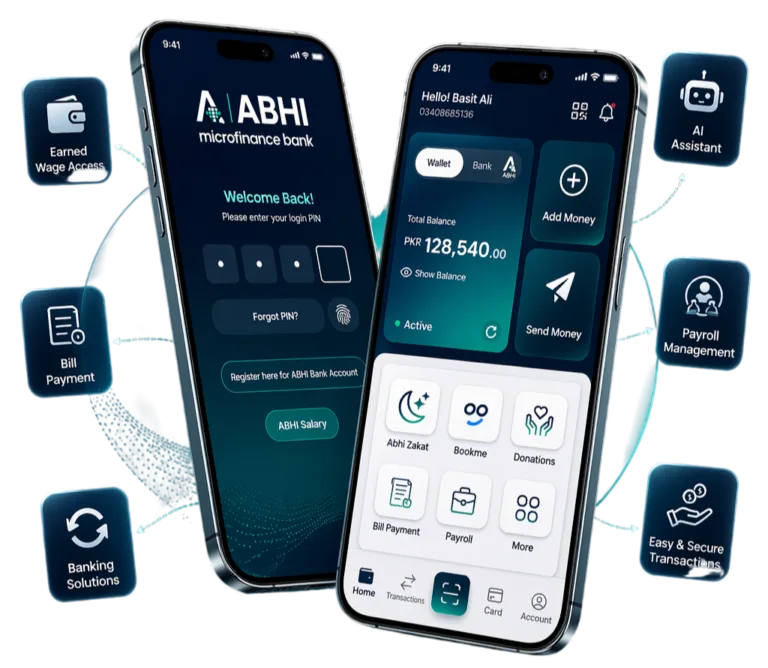 Earned
Wage Access
Bill
Payment
Banking
Solutions
9:41
ABHI
microfinance bank
Welcome Back!
Please enter your login PIN
Forgot PIN?
Register here for ABHI Bank Account
ABHI Salary
9:41
Hello! Basit Ali
03408685136
Wallet
Bank
ABHI
Total Balance
PKR 128,540.00
Show Balance
Active
Add Money
Send Money
Abhi Zakat
Bookme
Donations
Bill Payment
Payroll
More
Home
Transactions
Card
Account
AI
Assistant
Payroll
Management
Easy & Secure
Transactions